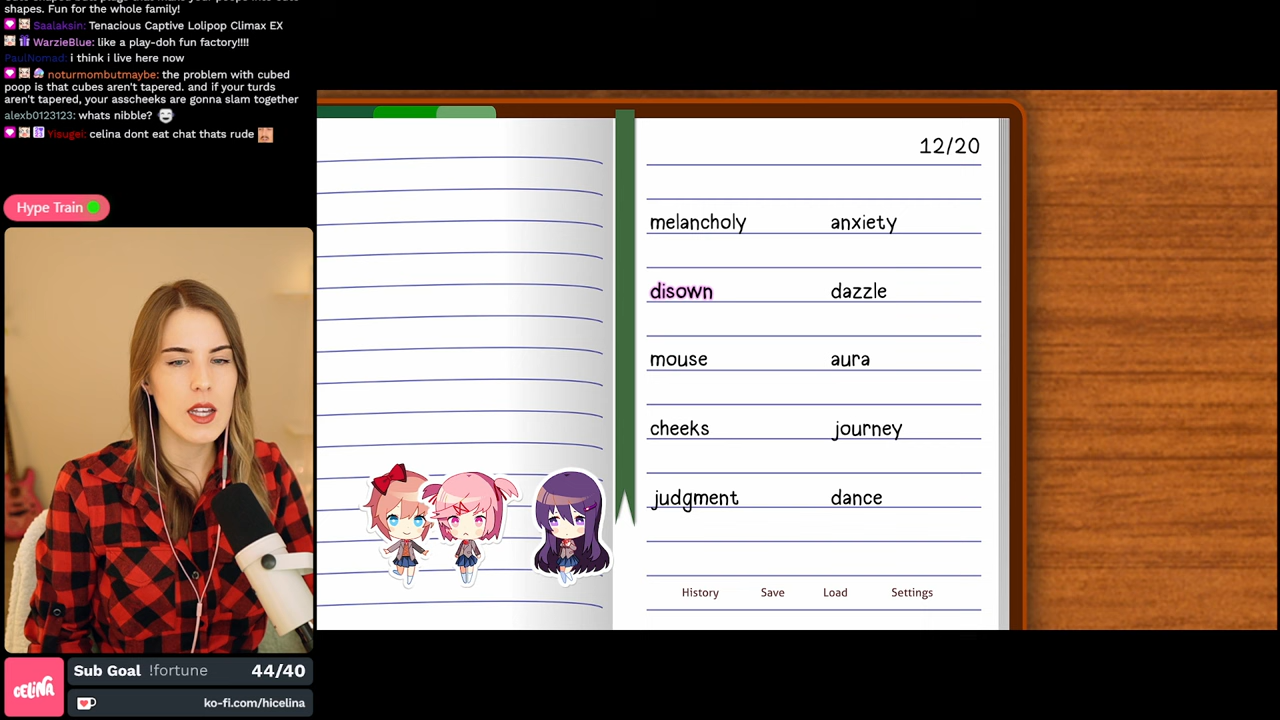 shapes. Fun for the whole family!
Saalaksin: Tenacious Captive Lolipop Climax EX
WarzieBlue: like a play-doh fun factory!!!!
PaulNomad: i think i live here now
noturmombutmaybe: the problem with cubed
poop is that cubes aren't tapered. and if your turds
aren't tapered, your asscheeks are gonna slam together
alexb0123123: whats nibble?
Yisugei: celina dont eat chat thats rude
Hype Train
12/20
melancholy anxiety
disown dazzle
mouse aura
cheeks journey
judgment dance
History Save Load Settings
CELINA
Sub Goal !fortune 44/40
ko-fi.com/hicelina